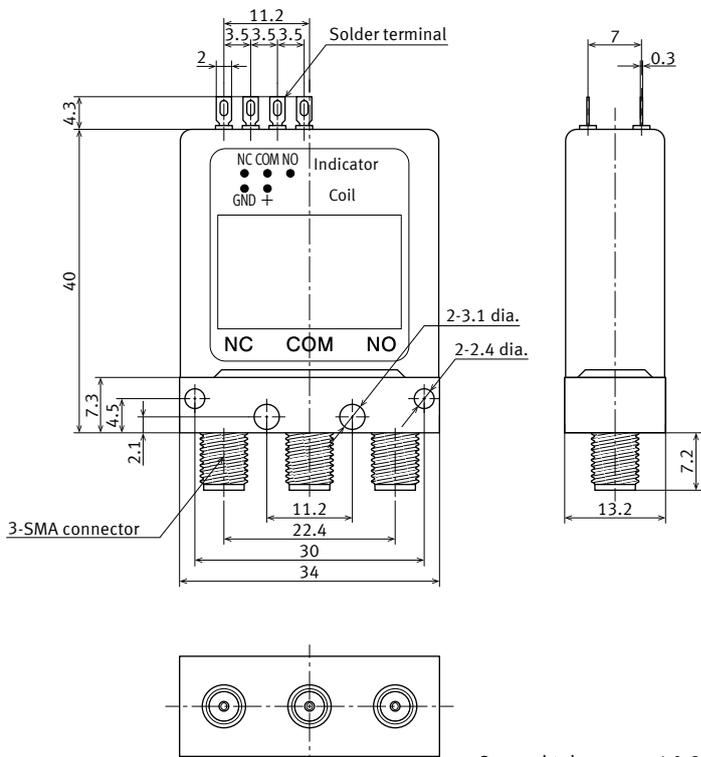 11.2
3.5 3.5 3.5
Solder terminal
2
4.3
7
0.3
NC COM NO Indicator
GND + Coil
40
NC COM NO
2-3.1 dia.
2-2.4 dia.
7.3
4.5
2.1
7.2
3-SMA connector
11.2
22.4
30
34
13.2